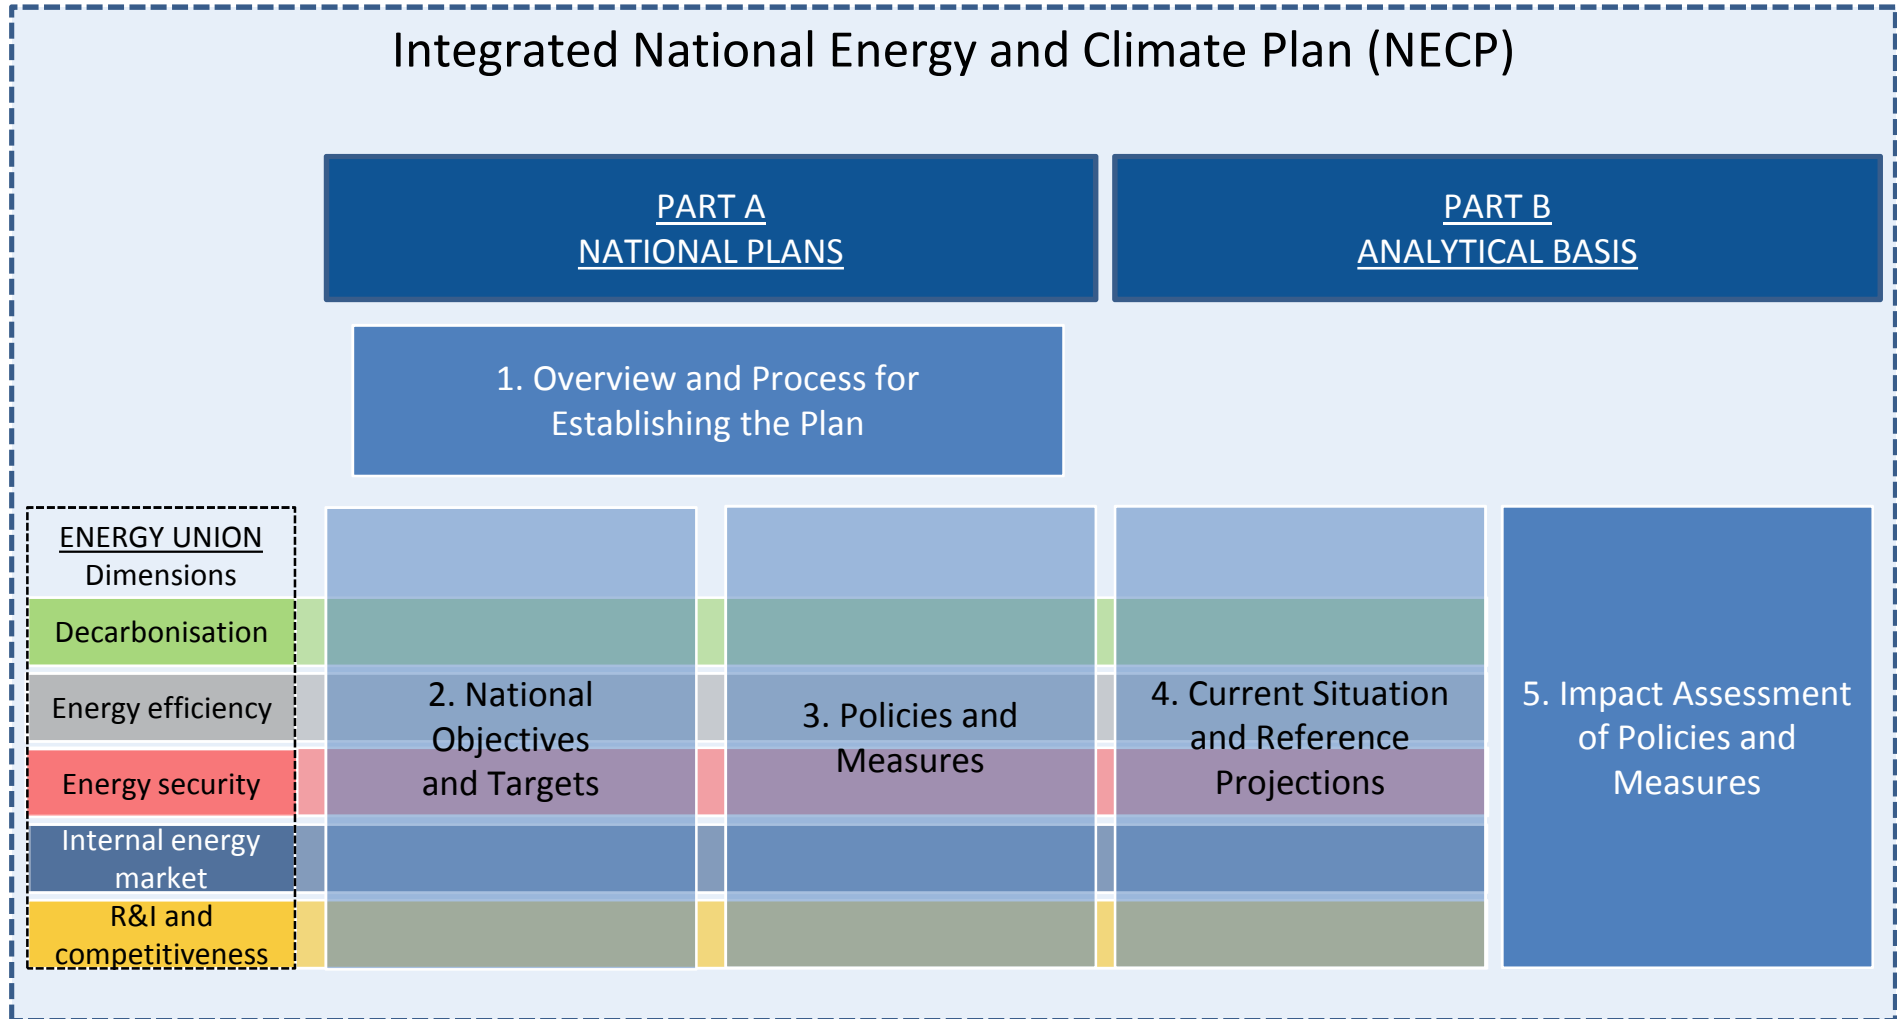 Integrated National Energy and Climate Plan (NECP)
PART A
NATIONAL PLANS
PART B
ANALYTICAL BASIS
1. Overview and Process for
Establishing the Plan
ENERGY UNION
Dimensions
Decarbonisation
Energy efficiency
Energy security
Internal energy
market
R&I and
competitiveness
2. National
Objectives
and Targets
3. Policies and
Measures
4. Current Situation
and Reference
Projections
5. Impact Assessment
of Policies and
Measures